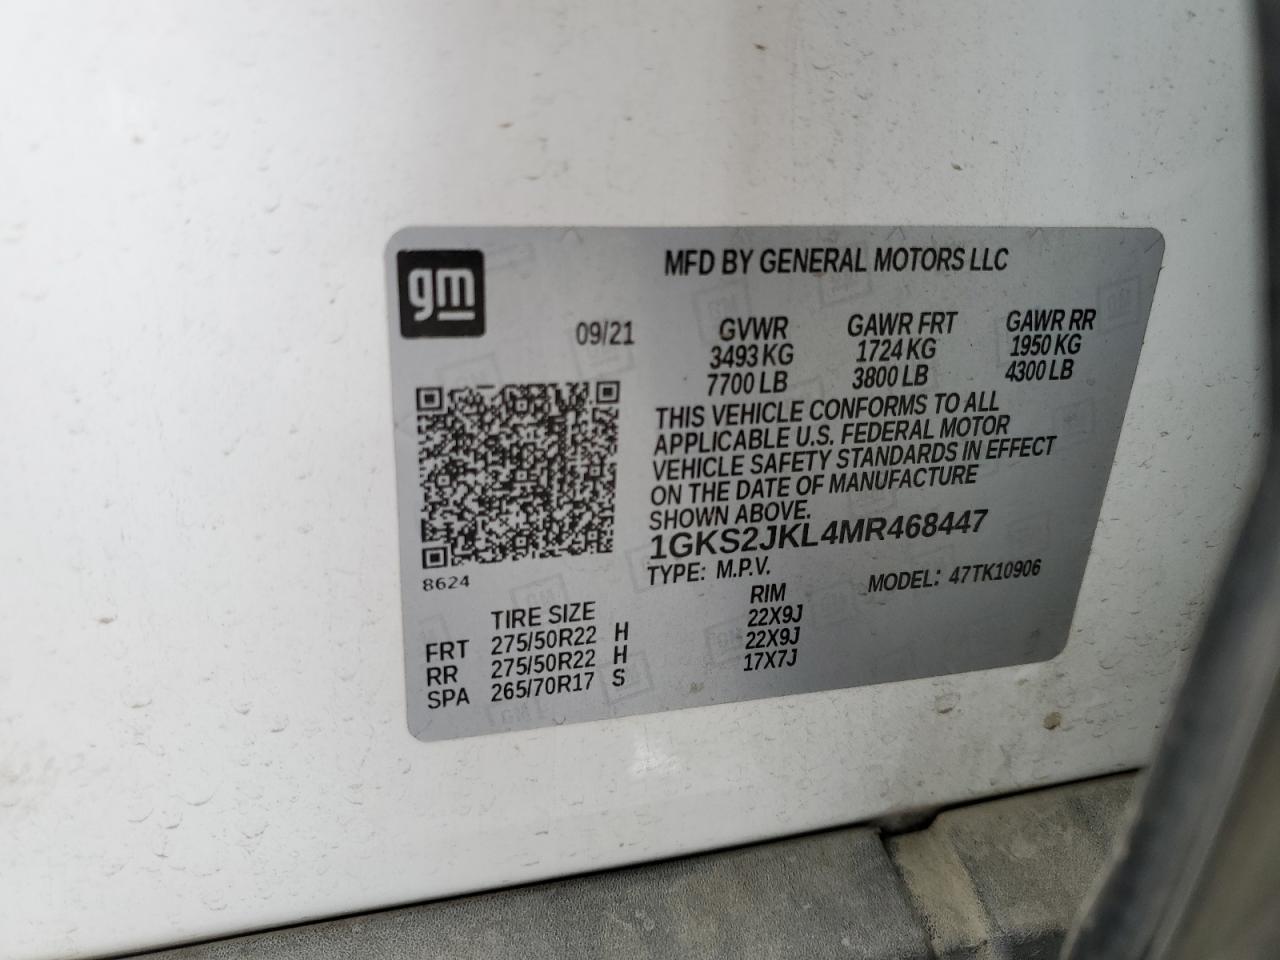 gm
MFD BY GENERAL MOTORS LLC
09/21 GVWR GAWR FRT GAWR RR
3493 KG 1724 KG 1950 KG
7700 LB 3800 LB 4300 LB
THIS VEHICLE CONFORMS TO ALL
APPLICABLE U.S. FEDERAL MOTOR
VEHICLE SAFETY STANDARDS IN EFFECT
ON THE DATE OF MANUFACTURE
SHOWN ABOVE.
1GKS2JKL4MR468447
8624
TYPE: M.P.V. MODEL: 47TK10906
TIRE SIZE RIM
FRT 275/50R22 H 22X9J
RR 275/50R22 H 22X9J
SPA 265/70R17 S 17X7J